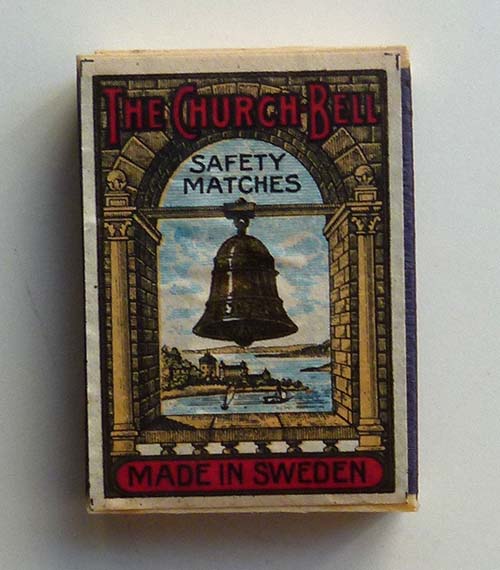 THE CHURCH BELL
SAFETY
MATCHES
MADE IN SWEDEN